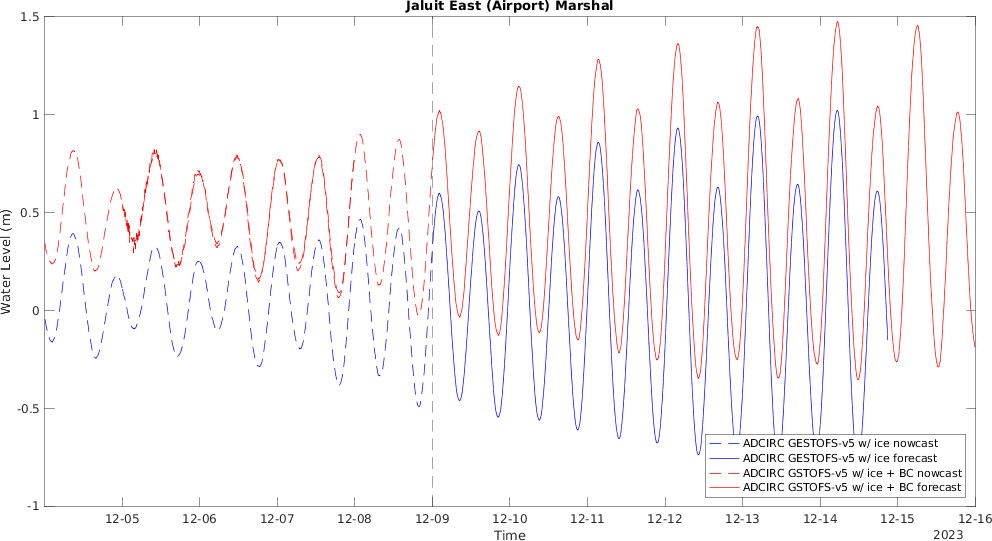 Jaluit East (Airport) Marshal
1.5
1
0.5
0
-0.5
-1
Water Level (m)
12-05
12-06
12-07
12-08
12-09
12-10
12-11
12-12
12-13
12-14
12-15
12-16
Time
2023
ADCIRC GESTOFS-v5 w/ ice nowcast
ADCIRC GESTOFS-v5 w/ ice forecast
ADCIRC GSTOFS-v5 w/ ice + BC nowcast
ADCIRC GSTOFS-v5 w/ ice + BC forecast